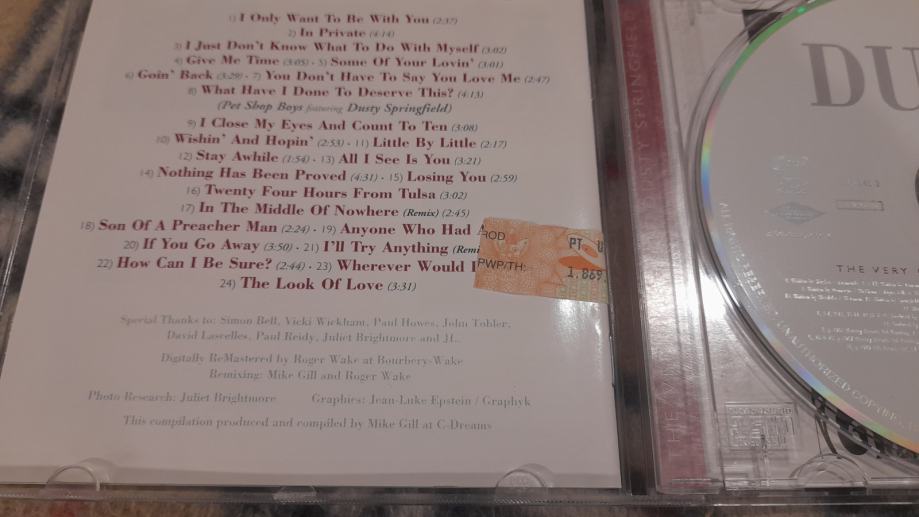 1) I Only Want To Be With You (2:37)
2) In Private (4:14)
3) I Just Don't Know What To Do With Myself (3:02)
4) Give Me Time (3:05) • 5) Some Of Your Lovin' (3:01)
6) Goin' Back (3:29) • 7) You Don't Have To Say You Love Me (2:47)
8) What Have I Done To Deserve This? (4:13)
(Pet Shop Boys featuring Dusty Springfield)
9) I Close My Eyes And Count To Ten (3:08)
10) Wishin' And Hopin' (2:53) • 11) Little By Little (2:17)
12) Stay Awhile (1:54) • 13) All I See Is You (3:21)
14) Nothing Has Been Proved (4:31) • 15) Losing You (2:59)
16) Twenty Four Hours From Tulsa (3:02)
17) In The Middle Of Nowhere (Remix) (2:45)
18) Son Of A Preacher Man (2:24) • 19) Anyone Who Had
20) If You Go Away (3:50) • 21) I'll Try Anything (Remi
22) How Can I Be Sure? (2:44) • 23) Wherever Would I
24) The Look Of Love (3:31)
PT U
PWP/TH:
1.869
Special Thanks to: Simon Bell, Vicki Wickham, Paul Howes, John Tobler,
David Lascelles, Paul Reidy, Juliet Brightmore and JL.
Digitally ReMastered by Roger Wake at Bourbery-Wake
Remixing: Mike Gill and Roger Wake
Photo Research: Juliet Brightmore Graphics: Jean-Luke Epstein / Graphyk
This compilation produced and compiled by Mike Gill at C-Dreams
DUSTY SPRINGFIELD
DU
THE VERY
UNAUTHORIZED COPYING